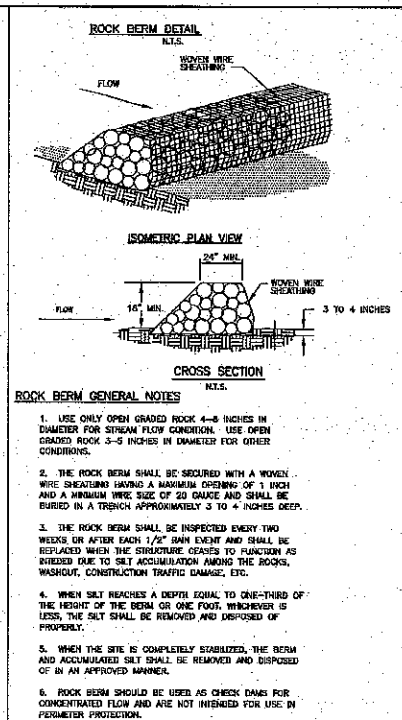 ROCK BERM DETAIL
N.T.S.
WOVEN WIRE
SHEATHING
FLOW
ISOMETRIC PLAN VIEW
24" MIN.
WOVEN WIRE
SHEATHING
18" MIN.
FLOW
3 TO 4 INCHES
CROSS SECTION
N.T.S.
ROCK BERM GENERAL NOTES
1. USE ONLY OPEN GRADED ROCK 4-8 INCHES IN
DIAMETER FOR STREAM FLOW CONDITION. USE OPEN
GRADED ROCK 3-5 INCHES IN DIAMETER FOR OTHER
CONDITIONS.
2. THE ROCK BERM SHALL BE SECURED WITH A WOVEN
WIRE SHEATHING HAVING A MAXIMUM OPENING OF 1 INCH
AND A MINIMUM WIRE SIZE OF 20 GAUGE AND SHALL BE
BURIED IN A TRENCH APPROXIMATELY 3 TO 4 INCHES DEEP.
3. THE ROCK BERM SHALL BE INSPECTED EVERY TWO
WEEKS OR AFTER EACH 1/2" RAIN EVENT AND SHALL BE
REPLACED WHEN THE STRUCTURE CEASES TO FUNCTION AS
INTEDED DUE TO SILT ACCUMULATION AMONG THE ROCKS,
WASHOUT, CONSTRUCTION TRAFFIC DAMAGE, ETC.
4. WHEN SILT REACHES A DEPTH EQUAL TO ONE-THIRD OF
THE HEIGHT OF THE BERM OR ONE FOOT, WHICHEVER IS
LESS, THE SILT SHALL BE REMOVED AND DISPOSED OF
PROPERLY.
5. WHEN THE SITE IS COMPLETELY STABILIZED, THE BERM
AND ACCUMULATED SILT SHALL BE REMOVED AND DISPOSED
OF IN AN APPROVED MANNER.
6. ROCK BERM SHOULD BE USED AS CHECK DAMS FOR
CONCENTRATED FLOW AND ARE NOT INTENDED FOR USE IN
PERIMETER PROTECTION.